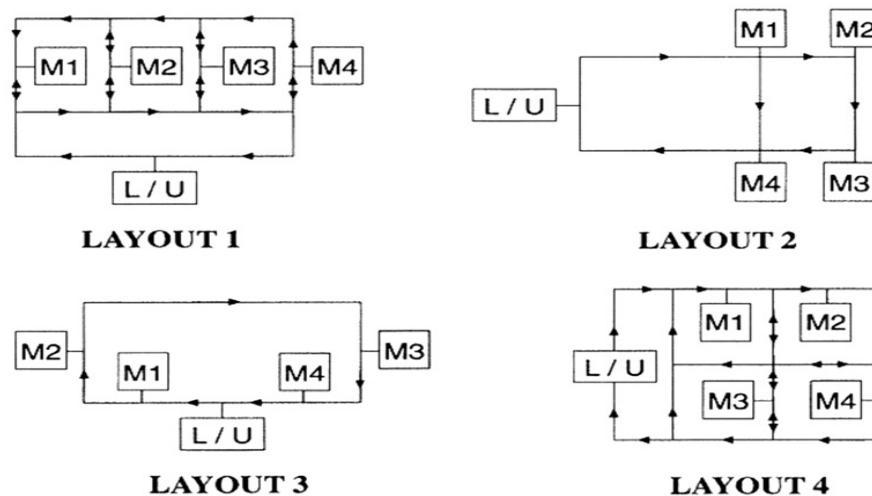 M1 M2 M3 M4
L / U
LAYOUT 1
M1 M2
L / U
M4 M3
LAYOUT 2
M2 M1 M4 M3
L / U
LAYOUT 3
M1 M2
L / U
M3 M4
LAYOUT 4